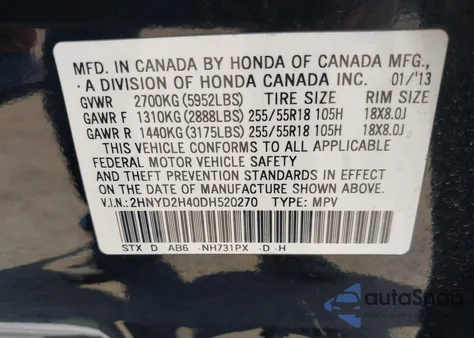 MFD. IN CANADA BY HONDA OF CANADA MFG.,
A DIVISION OF HONDA CANADA INC. 01/'13
GVWR 2700KG (5952LBS) TIRE SIZE RIM SIZE
GAWR F 1310KG (2888LBS) 255/55R18 105H 18X8.0J
GAWR R 1440KG (3175LBS) 255/55R18 105H 18X8.0J
THIS VEHICLE CONFORMS TO ALL APPLICABLE
FEDERAL MOTOR VEHICLE SAFETY
AND THEFT PREVENTION STANDARDS IN EFFECT
ON THE DATE OF MANUFACTURE SHOWN ABOVE.
V.I.N.: 2HNYD2H40DH520270 TYPE: MPV
STX D AB6 -NH731PX -D -H
autoSnap